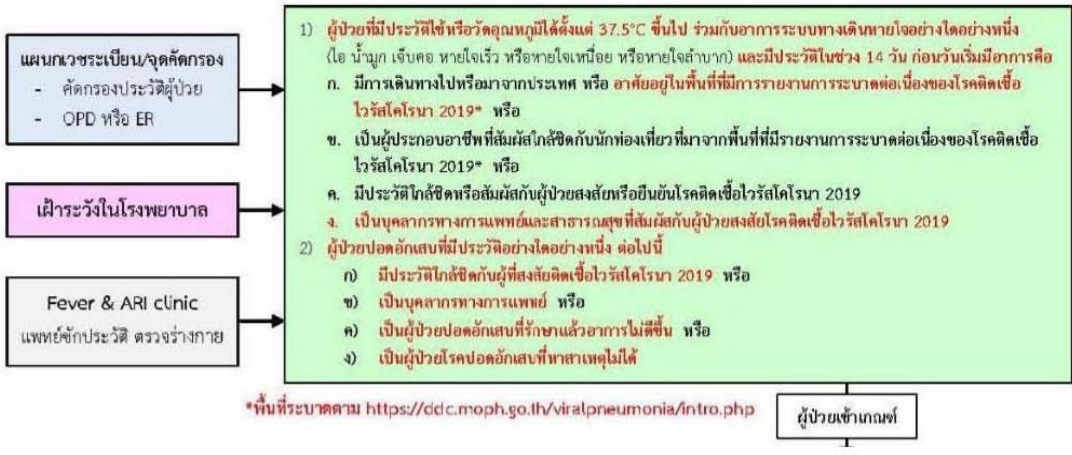 แผนกเวชระเบียน/จุดคัดกรอง
- คัดกรองประวัติผู้ป่วย
- OPD หรือ ER
เฝ้าระวังในโรงพยาบาล
Fever & ARI clinic
แพทย์ซักประวัติ ตรวจร่างกาย
1) ผู้ป่วยที่มีประวัติไข้หรือวัดอุณหภูมิได้ตั้งแต่ 37.5°C ขึ้นไป ร่วมกับอาการระบบทางเดินหายใจอย่างใดอย่างหนึ่ง
(ไอ น้ำมูก เจ็บคอ หายใจเร็ว หรือหายใจเหนื่อย หรือหายใจลำบาก) และมีประวัติในช่วง 14 วัน ก่อนวันเริ่มมีอาการคือ
ก. มีการเดินทางไปหรือมาจากประเทศ หรือ อาศัยอยู่ในพื้นที่ที่มีการรายงานการระบาดต่อเนื่องของโรคติดเชื้อ
ไวรัสโคโรนา 2019* หรือ
ข. เป็นผู้ประกอบอาชีพที่สัมผัสใกล้ชิดกับนักท่องเที่ยวที่มาจากพื้นที่ที่มีรายงานการระบาดต่อเนื่องของโรคติดเชื้อ
ไวรัสโคโรนา 2019* หรือ
ค. มีประวัติใกล้ชิดหรือสัมผัสกับผู้ป่วยสงสัยหรือยืนยันโรคติดเชื้อไวรัสโคโรนา 2019
ง. เป็นบุคลากรทางการแพทย์และสาธารณสุขที่สัมผัสกับผู้ป่วยสงสัยโรคติดเชื้อไวรัสโคโรนา 2019
2) ผู้ป่วยปอดอักเสบที่มีประวัติอย่างใดอย่างหนึ่ง ต่อไปนี้
ก) มีประวัติใกล้ชิดกับผู้ที่สงสัยติดเชื้อไวรัสโคโรนา 2019 หรือ
ข) เป็นบุคลากรทางการแพทย์ หรือ
ค) เป็นผู้ป่วยปอดอักเสบที่รักษาแล้วอาการไม่ดีขึ้น หรือ
ง) เป็นผู้ป่วยโรคปอดอักเสบที่หาสาเหตุไม่ได้
*พื้นที่ระบาดตาม https://ddc.moph.go.th/viralpneumonia/intro.php
ผู้ป่วยเข้าเกณฑ์